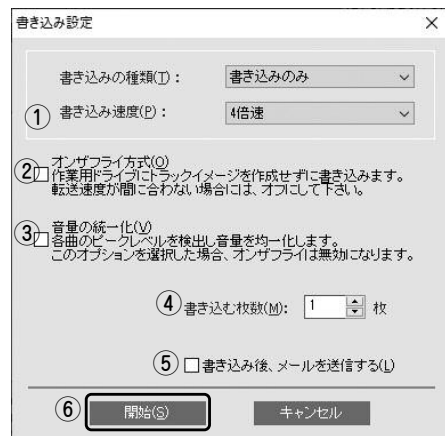 書き込み設定
書き込みの種類(T)： 書き込みのみ
① 書き込み速度(P)： 4倍速
② オンザフライ方式(O)
作業用ドライブにトラックイメージを作成せずに書き込みます。
転送速度が間に合わない場合には、オフにして下さい。
③ 音量の統一化(V)
各曲のピークレベルを検出し音量を均一化します。
このオプションを選択した場合、オンザフライは無効になります。
④ 書き込む枚数(M)： 1 枚
⑤ 書き込み後、メールを送信する(L)
⑥ 開始(S) キャンセル